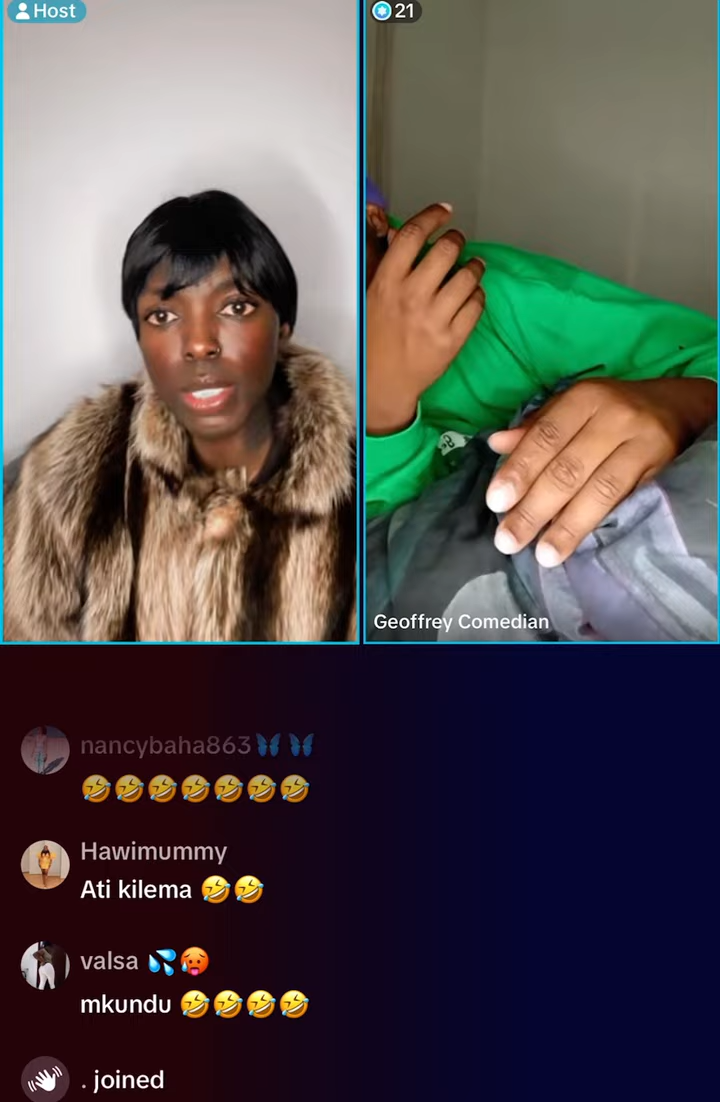 Host
21
Geoffrey Comedian
nancybaha863🦋🦋
🤣🤣🤣🤣🤣🤣🤣
Hawimummy
Ati kilema 🤣🤣
valsa 💦🥵
mkundu 🤣🤣🤣🤣
. joined